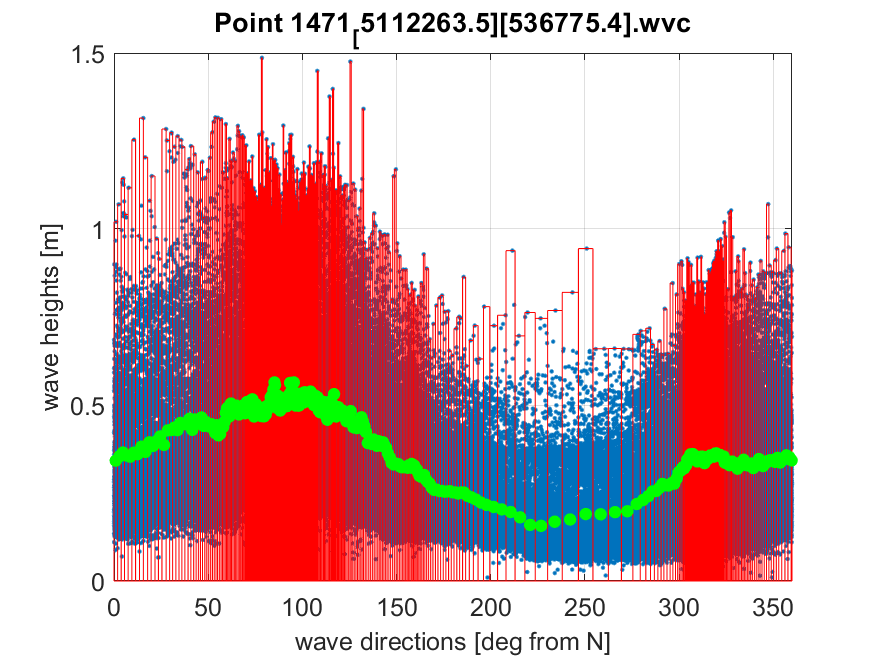 Point 1471[5112263.5][536775.4].wvc
1.5
1
0.5
0
wave heights [m]
0 50 100 150 200 250 300 350
wave directions [deg from N]